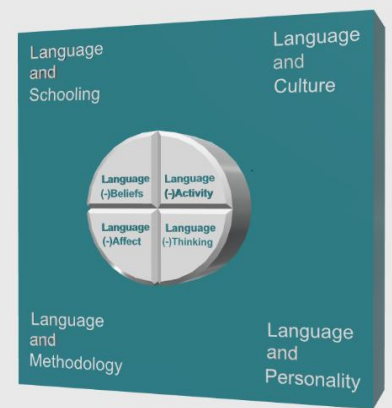 Language
and
Schooling
Language
and
Culture
Language
(-)Beliefs
Language
(-)Activity
Language
(-)Affect
Language
(-)Thinking
Language
and
Methodology
Language
and
Personality